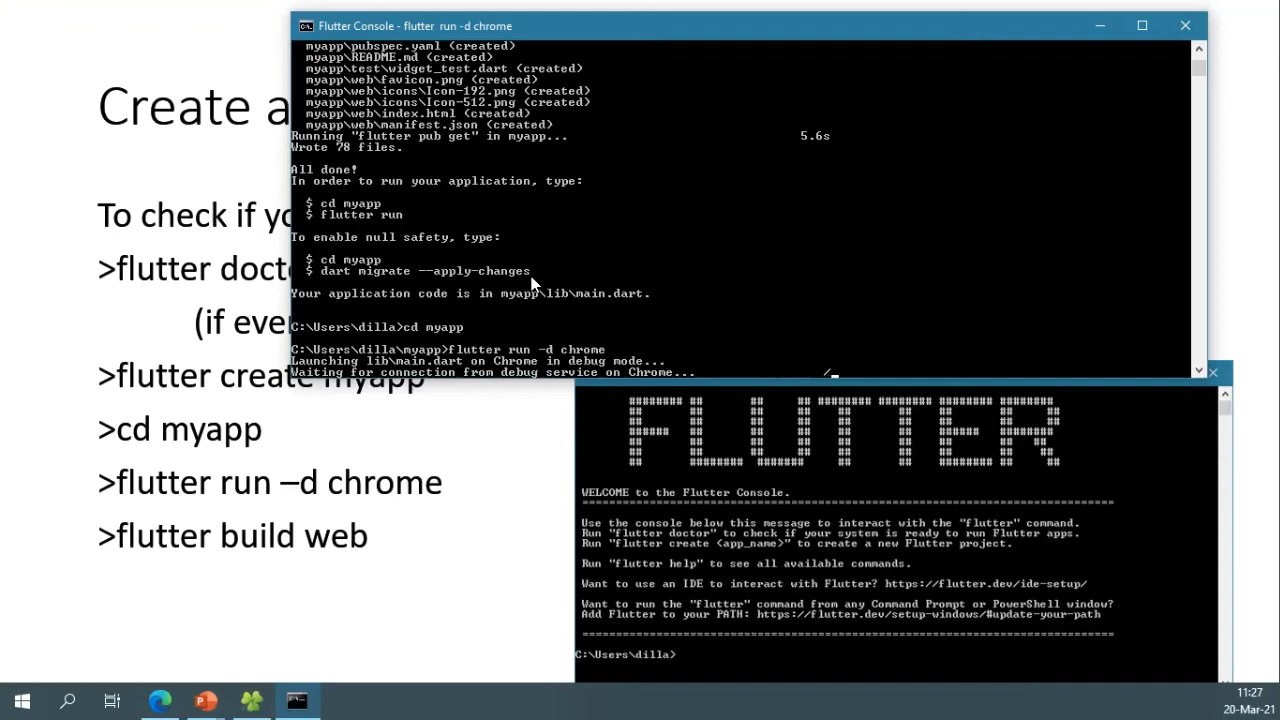 Flutter Console - flutter  run -d chrome
myapp\pubspec.yaml (created)
myapp\README.md (created)
myapp\test\widget_test.dart (created)
myapp\web\favicon.png (created)
myapp\web\icons\Icon-192.png (created)
myapp\web\icons\Icon-512.png (created)
myapp\web\index.html (created)
myapp\web\manifest.json (created)
Running "flutter pub get" in myapp... 5.6s
Wrote 78 files.
All done!
In order to run your application, type:
$ cd myapp
$ flutter run
To enable null safety, type:
$ cd myapp
$ dart migrate --apply-changes
Your application code is in myapp\lib\main.dart.
C:\Users\dilla>cd myapp
C:\Users\dilla\myapp>flutter run -d chrome
Launching lib\main.dart on Chrome in debug mode...
Waiting for connection from debug service on Chrome... /
Create a
To check if yo
>flutter docto
(if ever
>flutter create myapp
>cd myapp
>flutter run –d chrome
>flutter build web
FLUTTER
WELCOME to the Flutter Console.
================================================================================
Use the console below this message to interact with the "flutter" command.
Run "flutter doctor" to check if your system is ready to run Flutter apps.
Run "flutter create <app_name>" to create a new Flutter project.
Run "flutter help" to see all available commands.
Want to use an IDE to interact with Flutter? https://flutter.dev/ide-setup/
Want to run the "flutter" command from any Command Prompt or PowerShell window?
Add Flutter to your PATH: https://flutter.dev/setup-windows/#update-your-path
================================================================================
C:\Users\dilla>
11:27
20-Mar-21